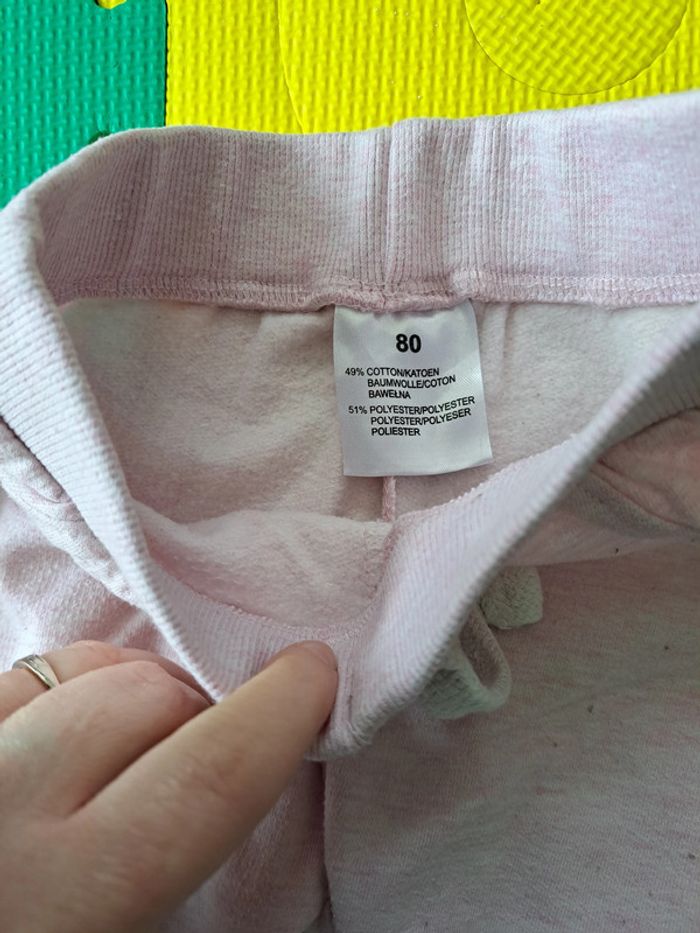 80
49% COTTON/KATOEN
BAUMWOLLE/COTON
BAWEŁNA
51% POLYESTER/POLYESTER
POLYESTER/POLYESER
POLIESTER